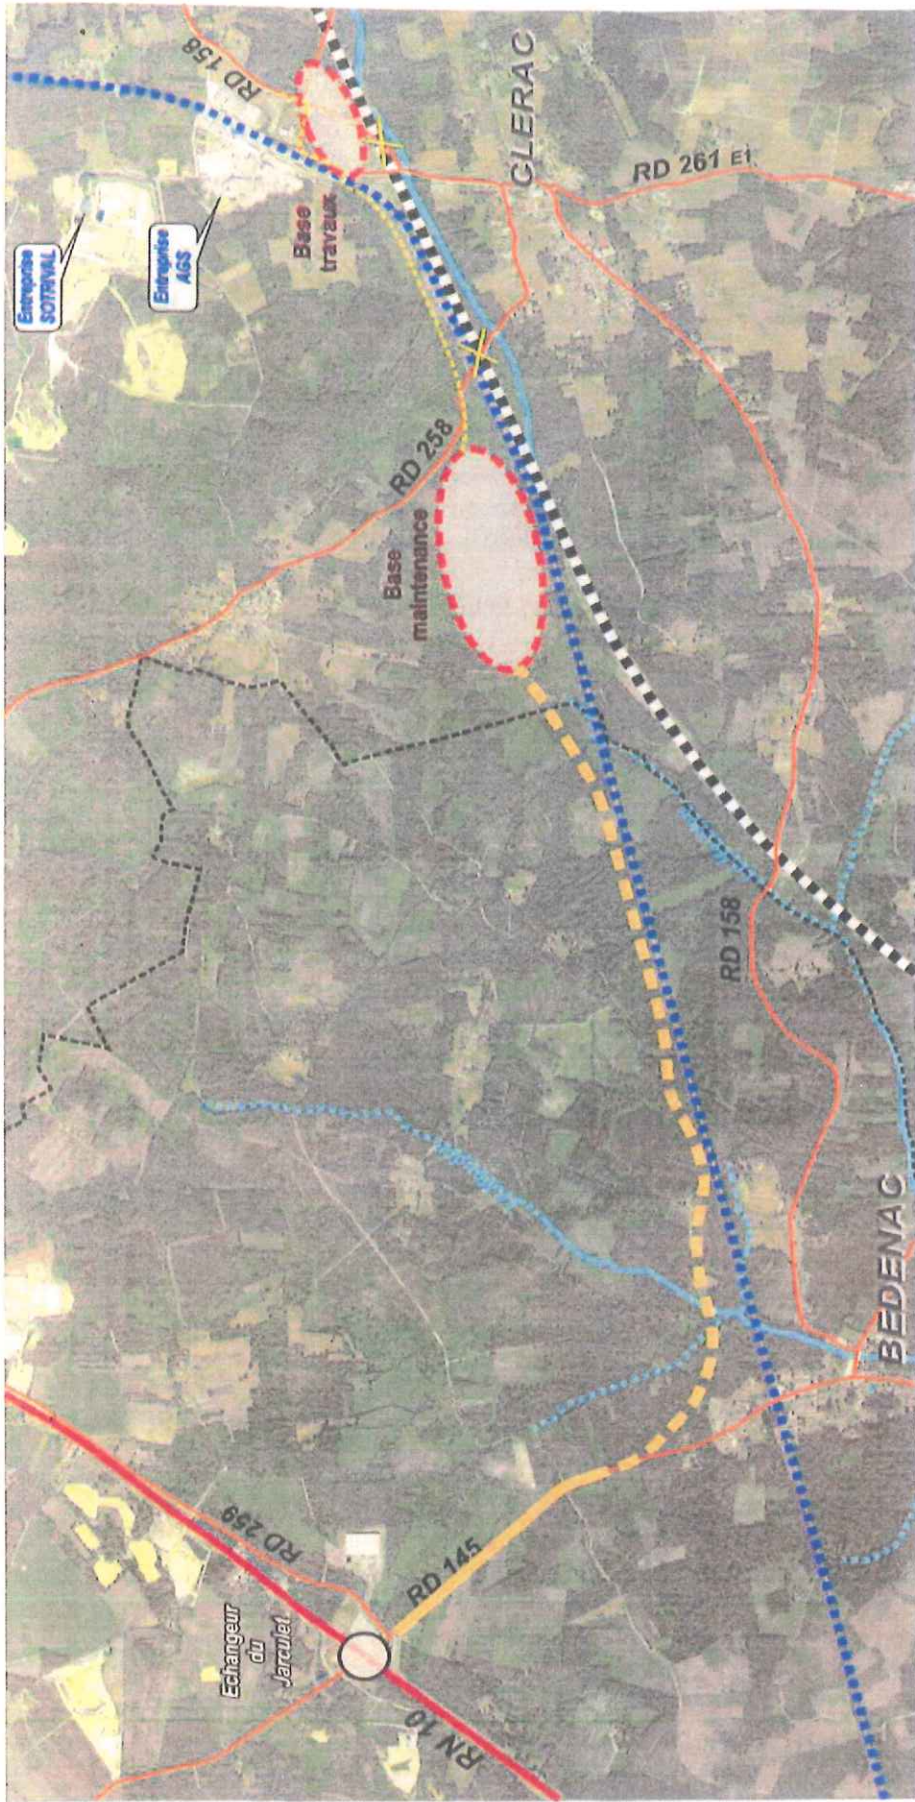 RD 158
Entreprise
SOTRIVAL
Entreprise
AGS
Base
travaux
CLERAC
RD 261 E1
RD 258
Base
maintenance
RD 158
BEDENAC
RD 259
RD 145
Echangeur
du
Jarculet
RN 10